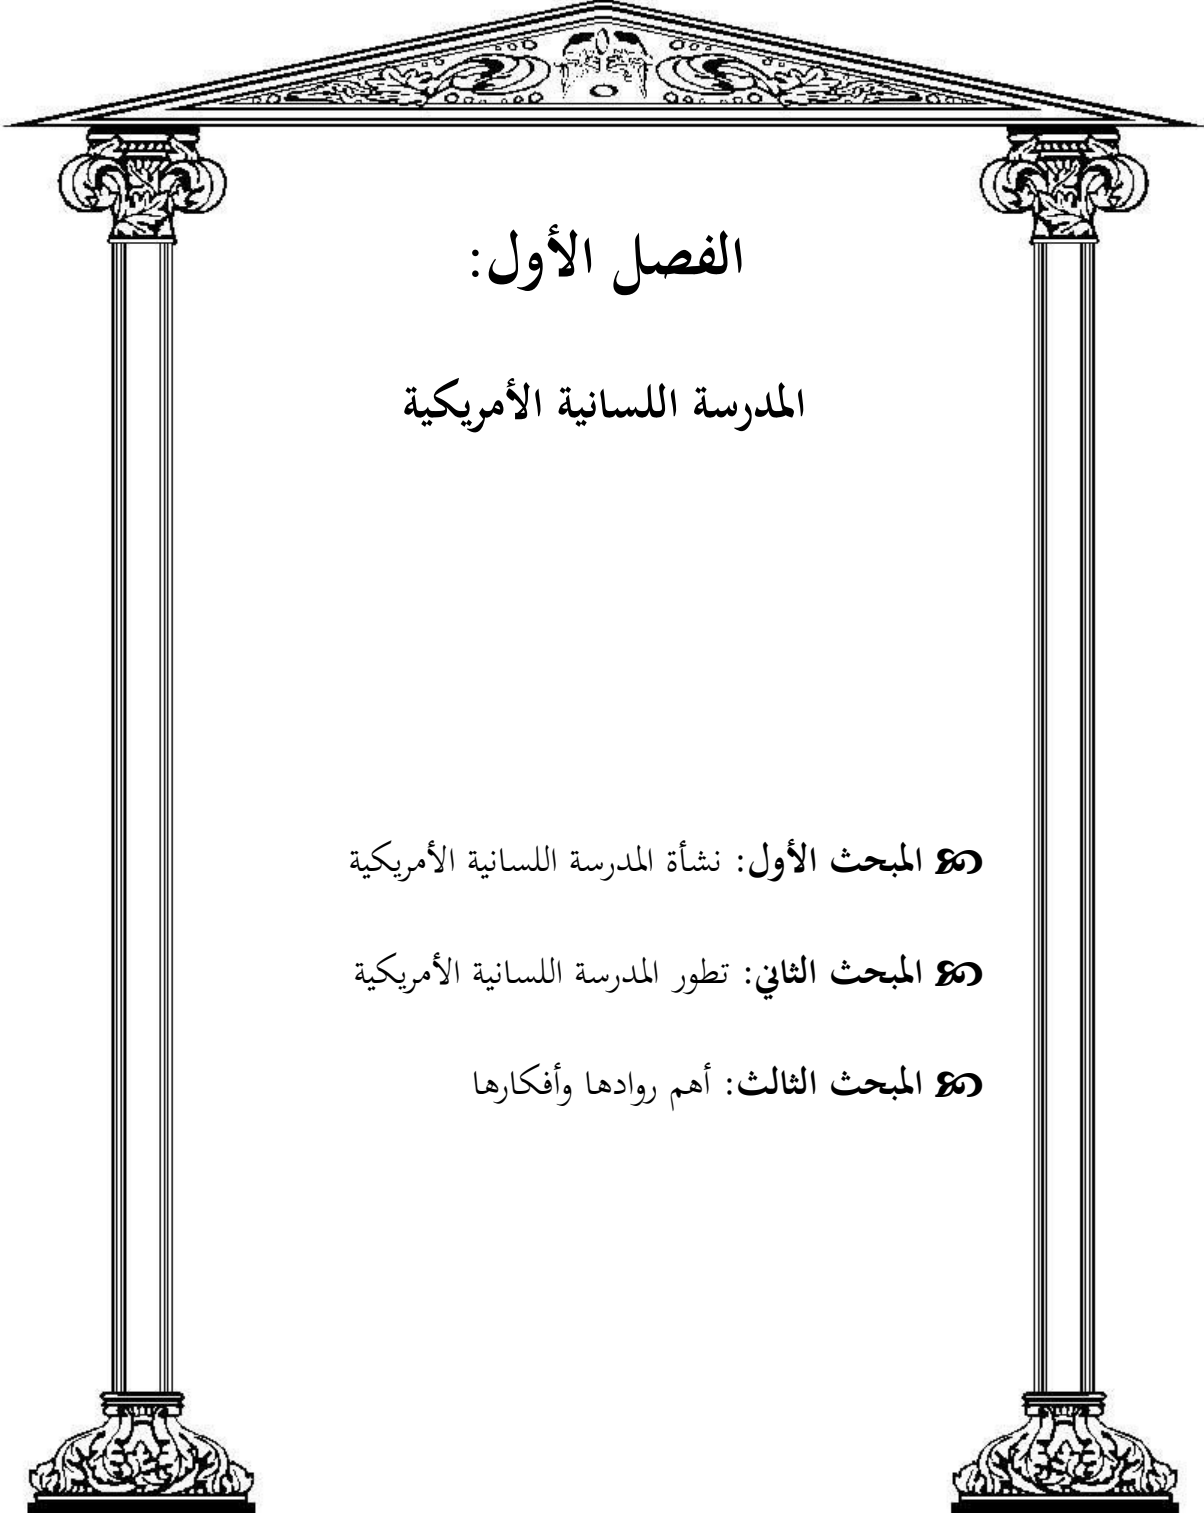 الفصل الأول:
المدرسة اللسانية الأمريكية
المبحث الأول: نشأة المدرسة اللسانية الأمريكية
المبحث الثاني: تطور المدرسة اللسانية الأمريكية
المبحث الثالث: أهم روادها وأفكارها